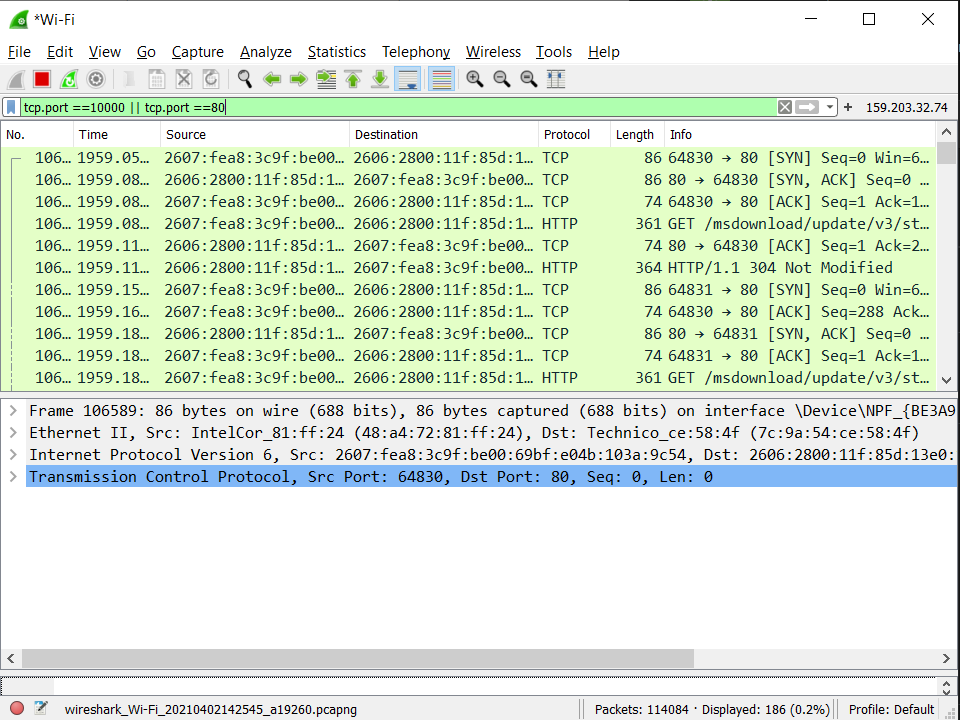 *Wi-Fi
File Edit View Go Capture Analyze Statistics Telephony Wireless Tools Help
tcp.port ==10000 || tcp.port ==80 + 159.203.32.74
No. Time Source Destination Protocol Length Info
106… 1959.05… 2607:fea8:3c9f:be00… 2606:2800:11f:85d:1… TCP 86 64830 → 80 [SYN] Seq=0 Win=6…
106… 1959.08… 2606:2800:11f:85d:1… 2607:fea8:3c9f:be00… TCP 86 80 → 64830 [SYN, ACK] Seq=0 …
106… 1959.08… 2607:fea8:3c9f:be00… 2606:2800:11f:85d:1… TCP 74 64830 → 80 [ACK] Seq=1 Ack=1…
106… 1959.08… 2607:fea8:3c9f:be00… 2606:2800:11f:85d:1… HTTP 361 GET /msdownload/update/v3/st…
106… 1959.11… 2606:2800:11f:85d:1… 2607:fea8:3c9f:be00… TCP 74 80 → 64830 [ACK] Seq=1 Ack=2…
106… 1959.11… 2606:2800:11f:85d:1… 2607:fea8:3c9f:be00… HTTP 364 HTTP/1.1 304 Not Modified
106… 1959.15… 2607:fea8:3c9f:be00… 2606:2800:11f:85d:1… TCP 86 64831 → 80 [SYN] Seq=0 Win=6…
106… 1959.16… 2607:fea8:3c9f:be00… 2606:2800:11f:85d:1… TCP 74 64830 → 80 [ACK] Seq=288 Ack…
106… 1959.18… 2606:2800:11f:85d:1… 2607:fea8:3c9f:be00… TCP 86 80 → 64831 [SYN, ACK] Seq=0 …
106… 1959.18… 2607:fea8:3c9f:be00… 2606:2800:11f:85d:1… TCP 74 64831 → 80 [ACK] Seq=1 Ack=1…
106… 1959.18… 2607:fea8:3c9f:be00… 2606:2800:11f:85d:1… HTTP 361 GET /msdownload/update/v3/st…
Frame 106589: 86 bytes on wire (688 bits), 86 bytes captured (688 bits) on interface \Device\NPF_{BE3A9
Ethernet II, Src: IntelCor_81:ff:24 (48:a4:72:81:ff:24), Dst: Technico_ce:58:4f (7c:9a:54:ce:58:4f)
Internet Protocol Version 6, Src: 2607:fea8:3c9f:be00:69bf:e04b:103a:9c54, Dst: 2606:2800:11f:85d:13e0:
Transmission Control Protocol, Src Port: 64830, Dst Port: 80, Seq: 0, Len: 0
wireshark_Wi-Fi_20210402142545_a19260.pcapng Packets: 114084 · Displayed: 186 (0.2%) Profile: Default